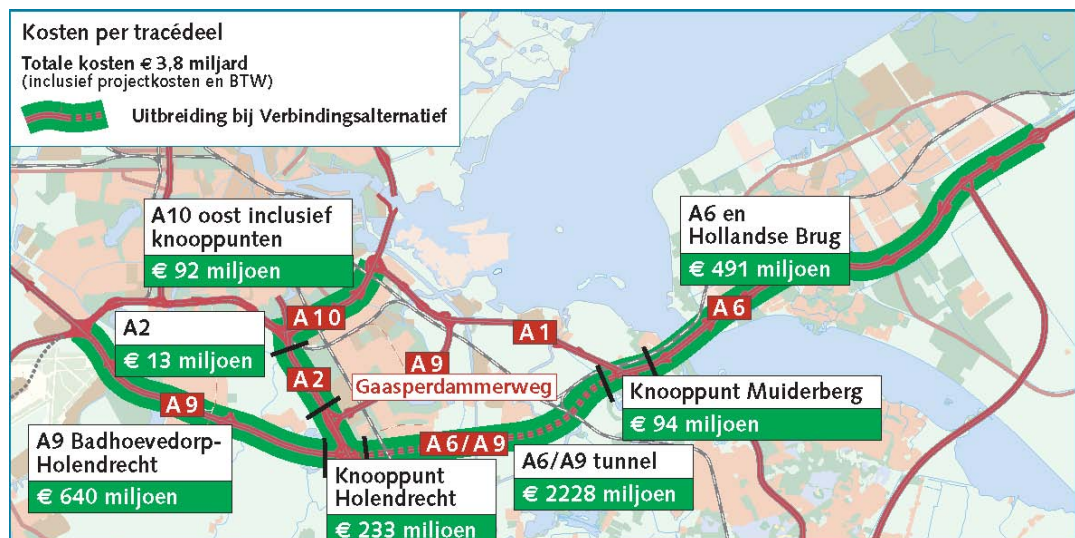 Kosten per tracédeel
Totale kosten € 3,8 miljard
(inclusief projectkosten en BTW)
Uitbreiding bij Verbindingsalternatief
A10 oost inclusief
knooppunten
€ 92 miljoen
A6 en
Hollandse Brug
€ 491 miljoen
A2
€ 13 miljoen
A10
A1
A6
A9
A2
Gaasperdammerweg
A9
Knooppunt Muiderberg
€ 94 miljoen
A9 Badhoevedorp-
Holendrecht
€ 640 miljoen
A6/A9
Knooppunt
Holendrecht
€ 233 miljoen
A6/A9 tunnel
€ 2228 miljoen